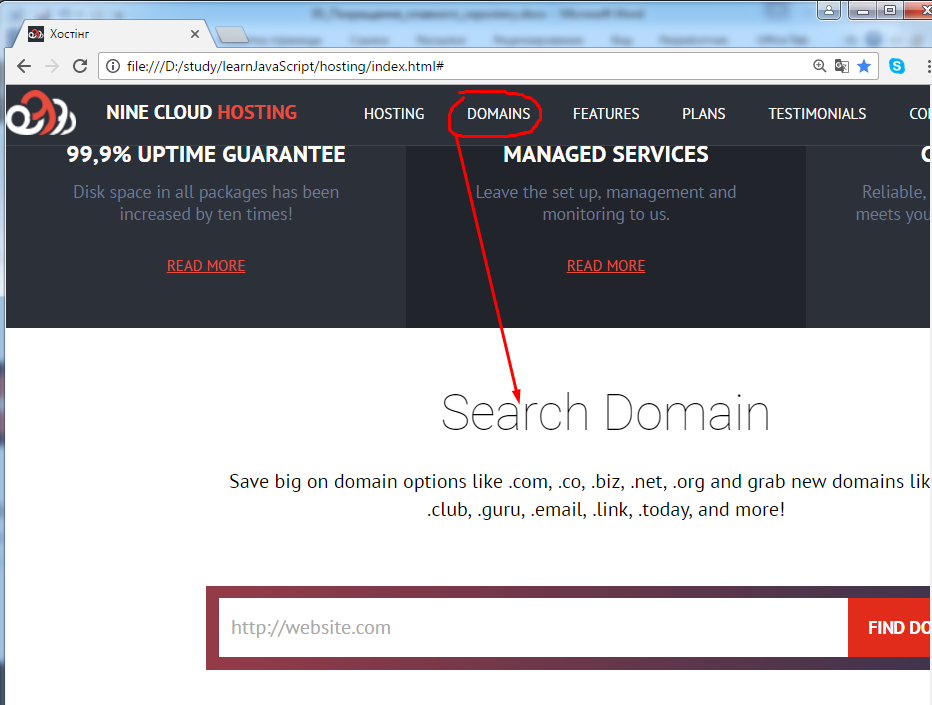 Хостінг
file:///D:/study/learnJavaScript/hosting/index.html#
NINE CLOUD HOSTING
HOSTING
DOMAINS
FEATURES
PLANS
TESTIMONIALS
99,9% UPTIME GUARANTEE
Disk space in all packages has been
increased by ten times!
READ MORE
MANAGED SERVICES
Leave the set up, management and
monitoring to us.
READ MORE
Reliable,
meets you
Search Domain
Save big on domain options like .com, .co, .biz, .net, .org and grab new domains lik
.club, .guru, .email, .link, .today, and more!
http://website.com
FIND DO